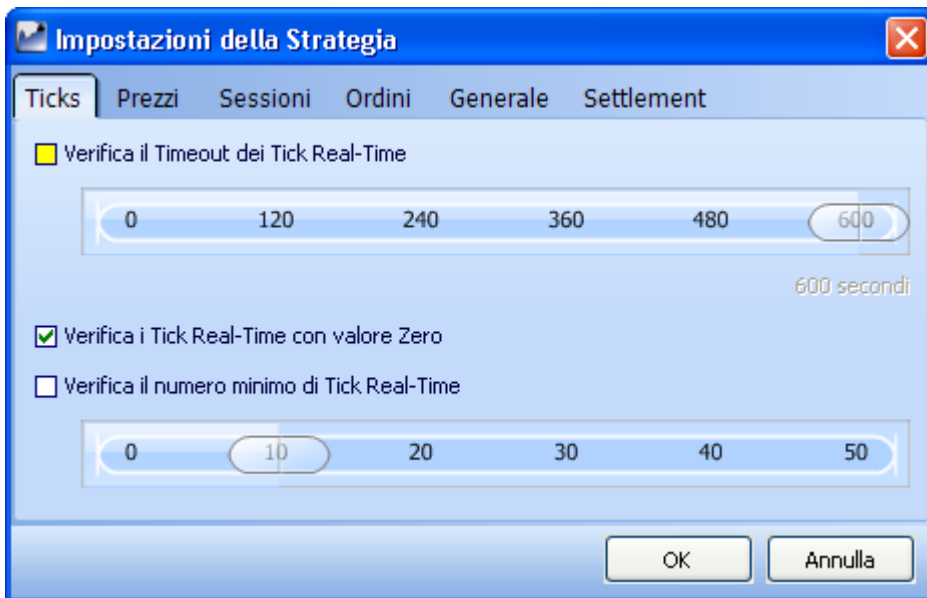 Impostazioni della Strategia
Ticks Prezzi Sessioni Ordini Generale Settlement
Verifica il Timeout dei Tick Real-Time
0 120 240 360 480 600
600 secondi
Verifica i Tick Real-Time con valore Zero
Verifica il numero minimo di Tick Real-Time
0 10 20 30 40 50
OK Annulla